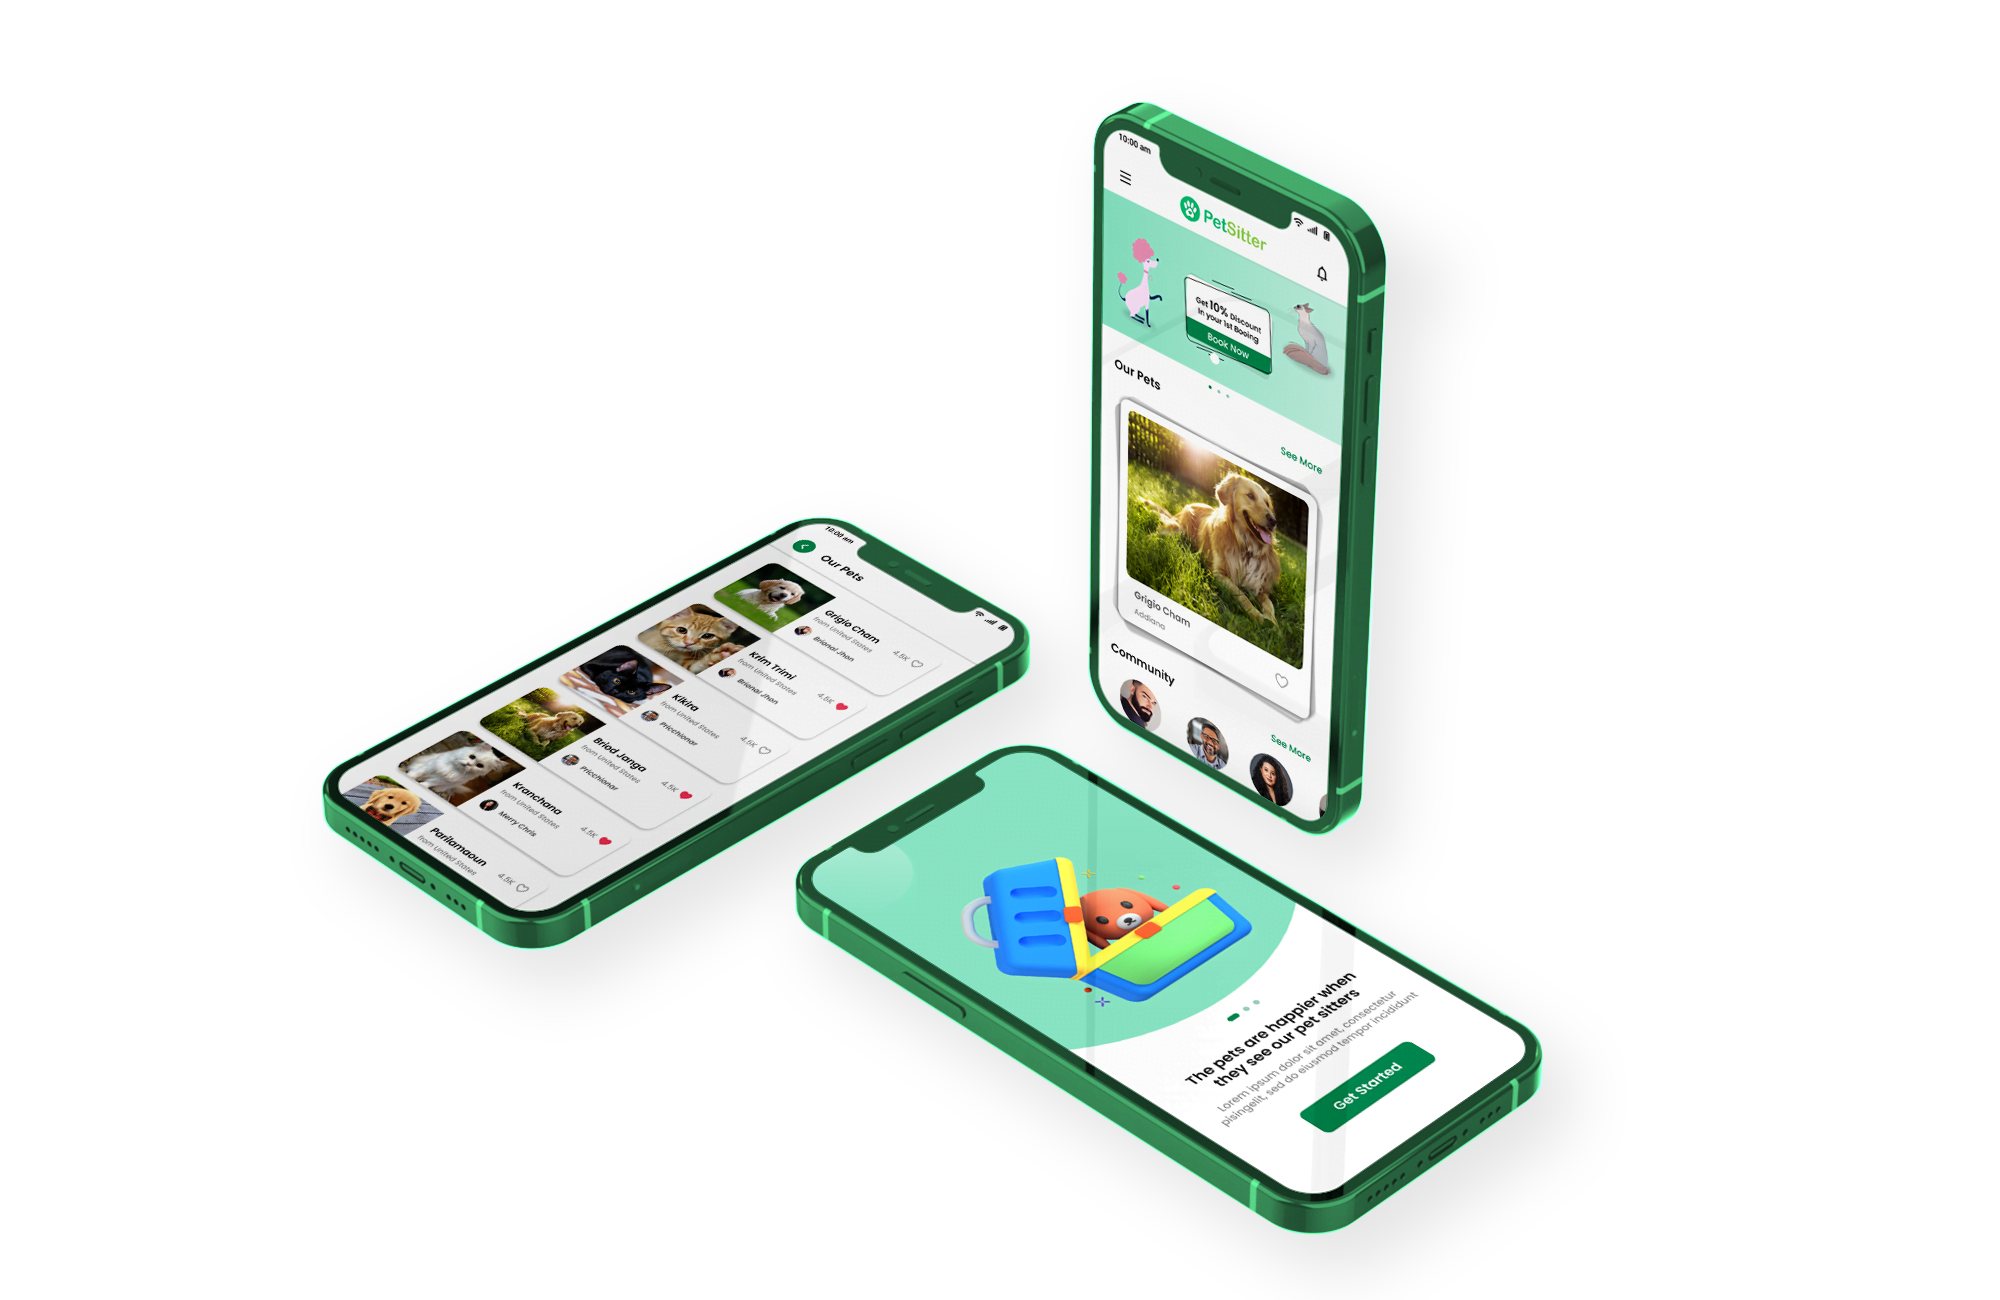 10:00 am
PetSitter
Get 10% Discount
In your 1st Booing
Book Now
Our Pets
See More
Grigio Cham
Addiana
Community
See More
10:00 am
Our Pets
Grigio Cham
from United States
Brional Jhon
4.5K
Krim Trimi
from United States
Brional Jhon
4.5K
Kikira
from United States
Pricchionar
4.5K
Briod Janga
from United States
Pricchionar
4.5K
Kranchana
from United States
Merry Chris
4.5K
Parilamaoun
from United States
4.5K
The pets are happier when
they see our pet sitters
Lorem ipsum dolor sit amet, consectetur
pisingelit, sed do eiusmod tempor incididunt
Get Started